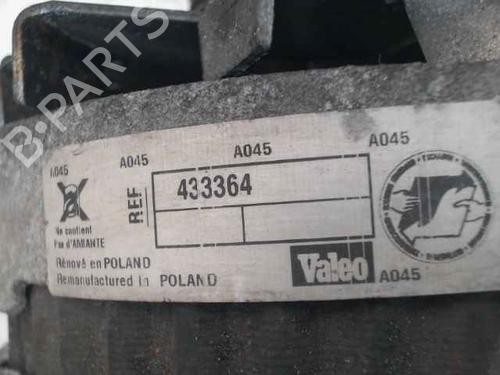 B-PARTS
A045
A045
A045
A045
REF
433364
Ne contient
Pas d'AMIANTE
Rénové en POLAND
Remanufactured in POLAND
Valeo
A045